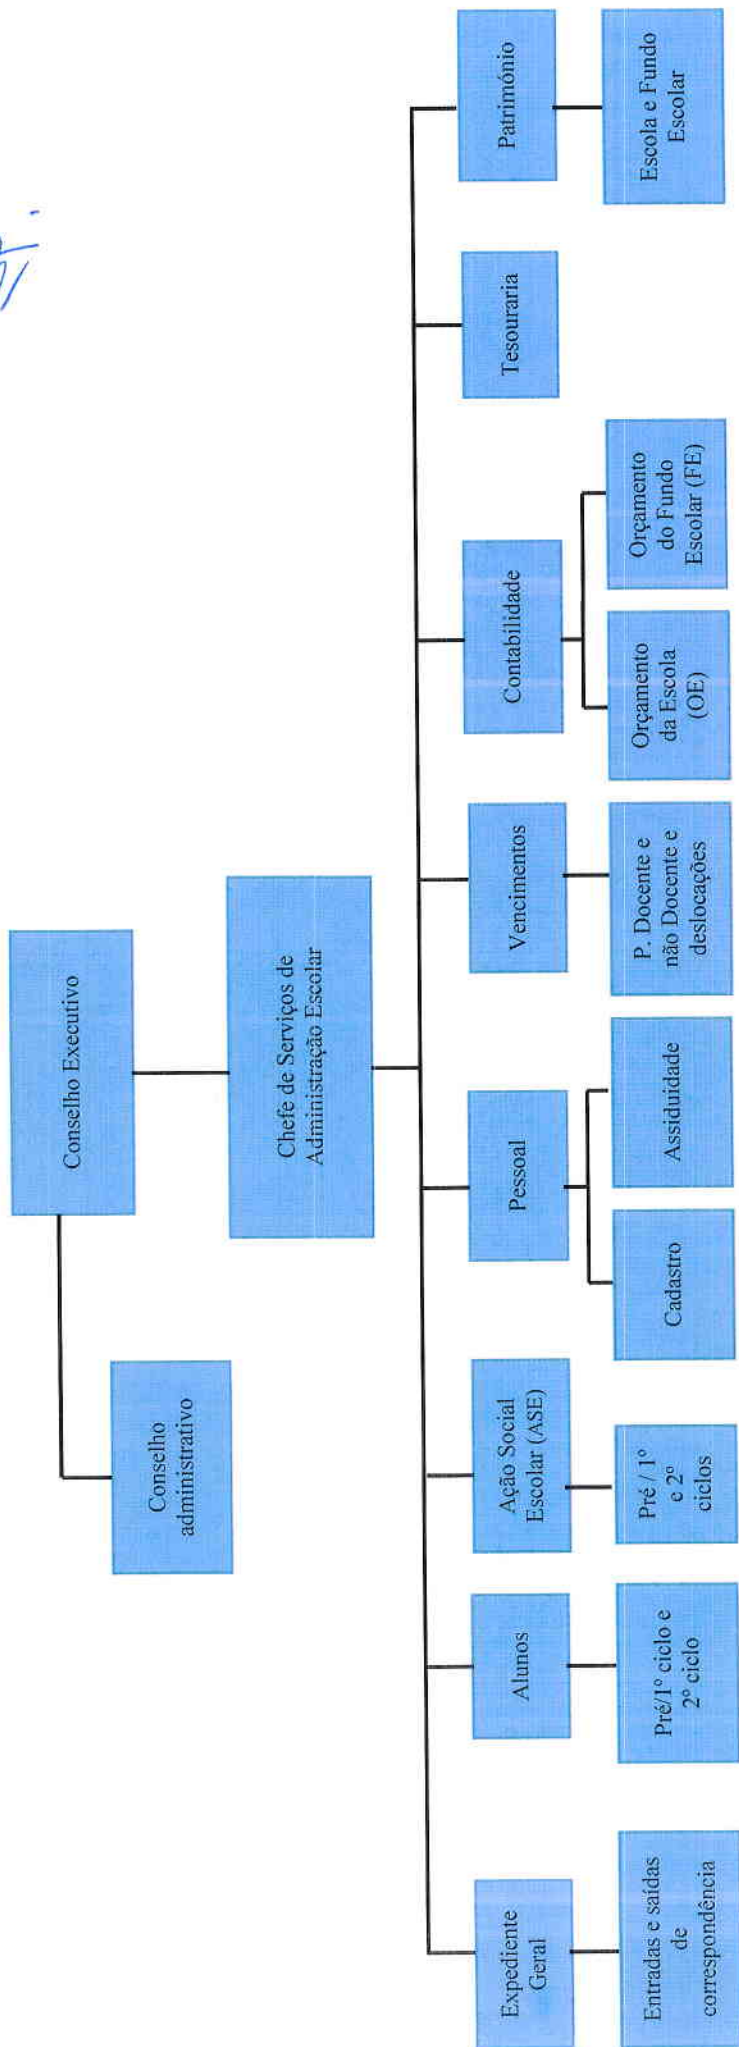 Conselho Executivo
Conselho
administrativo
Chefe de Serviços de
Administração Escolar
Expediente
Geral
Alunos
Ação Social
Escolar (ASE)
Pessoal
Vencimentos
Contabilidade
Tesouraria
Património
Entradas e saídas
de
correspondência
Pré/1º ciclo e
2º ciclo
Pré / 1º
e 2º
ciclos
Cadastro
Assiduidade
P. Docente e
não Docente e
deslocações
Orçamento
da Escola
(OE)
Orçamento
do Fundo
Escolar (FE)
Escola e Fundo
Escolar